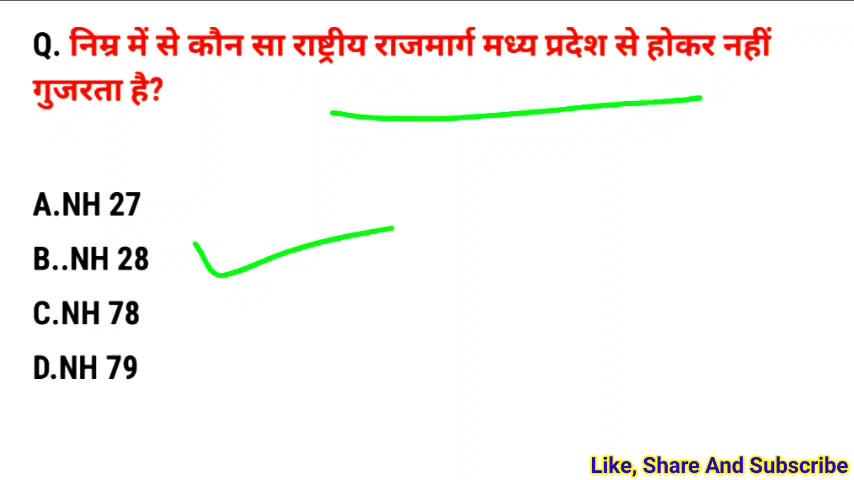 Q. निम्न में से कौन सा राष्ट्रीय राजमार्ग मध्य प्रदेश से होकर नहीं
गुजरता है?
A.NH 27
B..NH 28
C.NH 78
D.NH 79
Like, Share And Subscribe